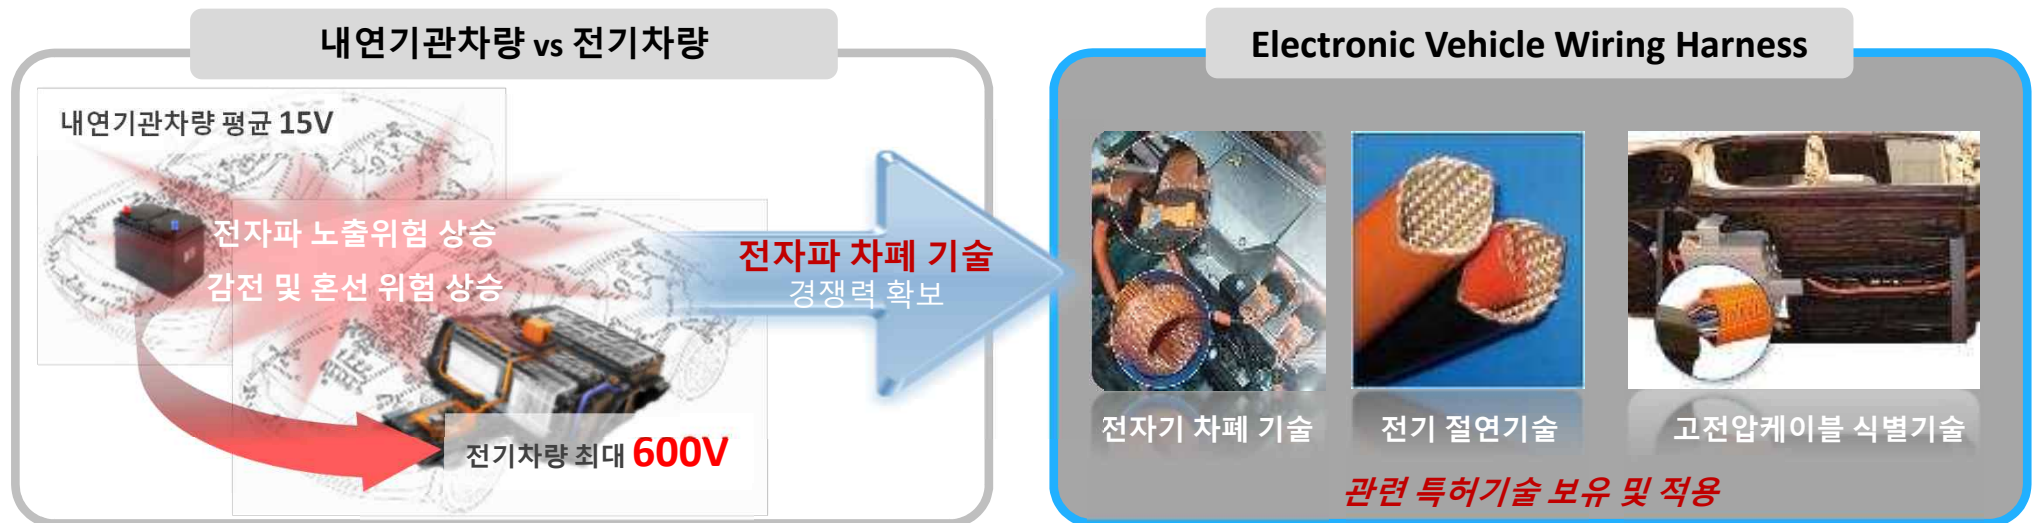 내연기관차량 vs 전기차량
내연기관차량 평균 15V
전자파 노출위험 상승
감전 및 혼선 위험 상승
전기차량 최대 600V
전자파 차폐 기술
경쟁력 확보
Electronic Vehicle Wiring Harness
전자기 차폐 기술
전기 절연기술
고전압케이블 식별기술
관련 특허기술 보유 및 적용